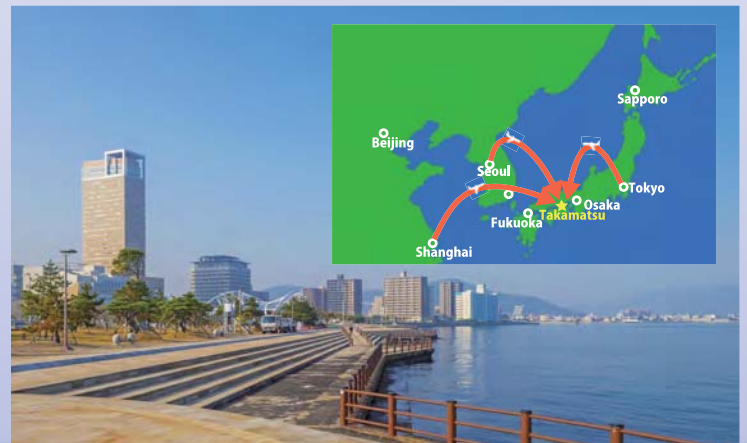 Sapporo
Beijing
Seoul
Tokyo
Osaka
Takamatsu
Fukuoka
Shanghai